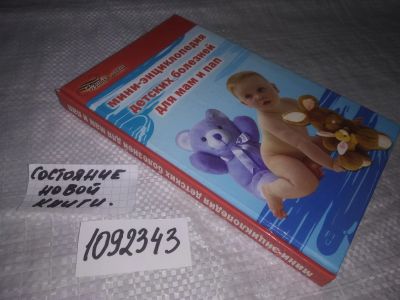 мини-энциклопедия
детских болезней
для мам и пап
мини-энциклопедия детских болезней для мам и пап
Состояние
новой
книги.
1092343